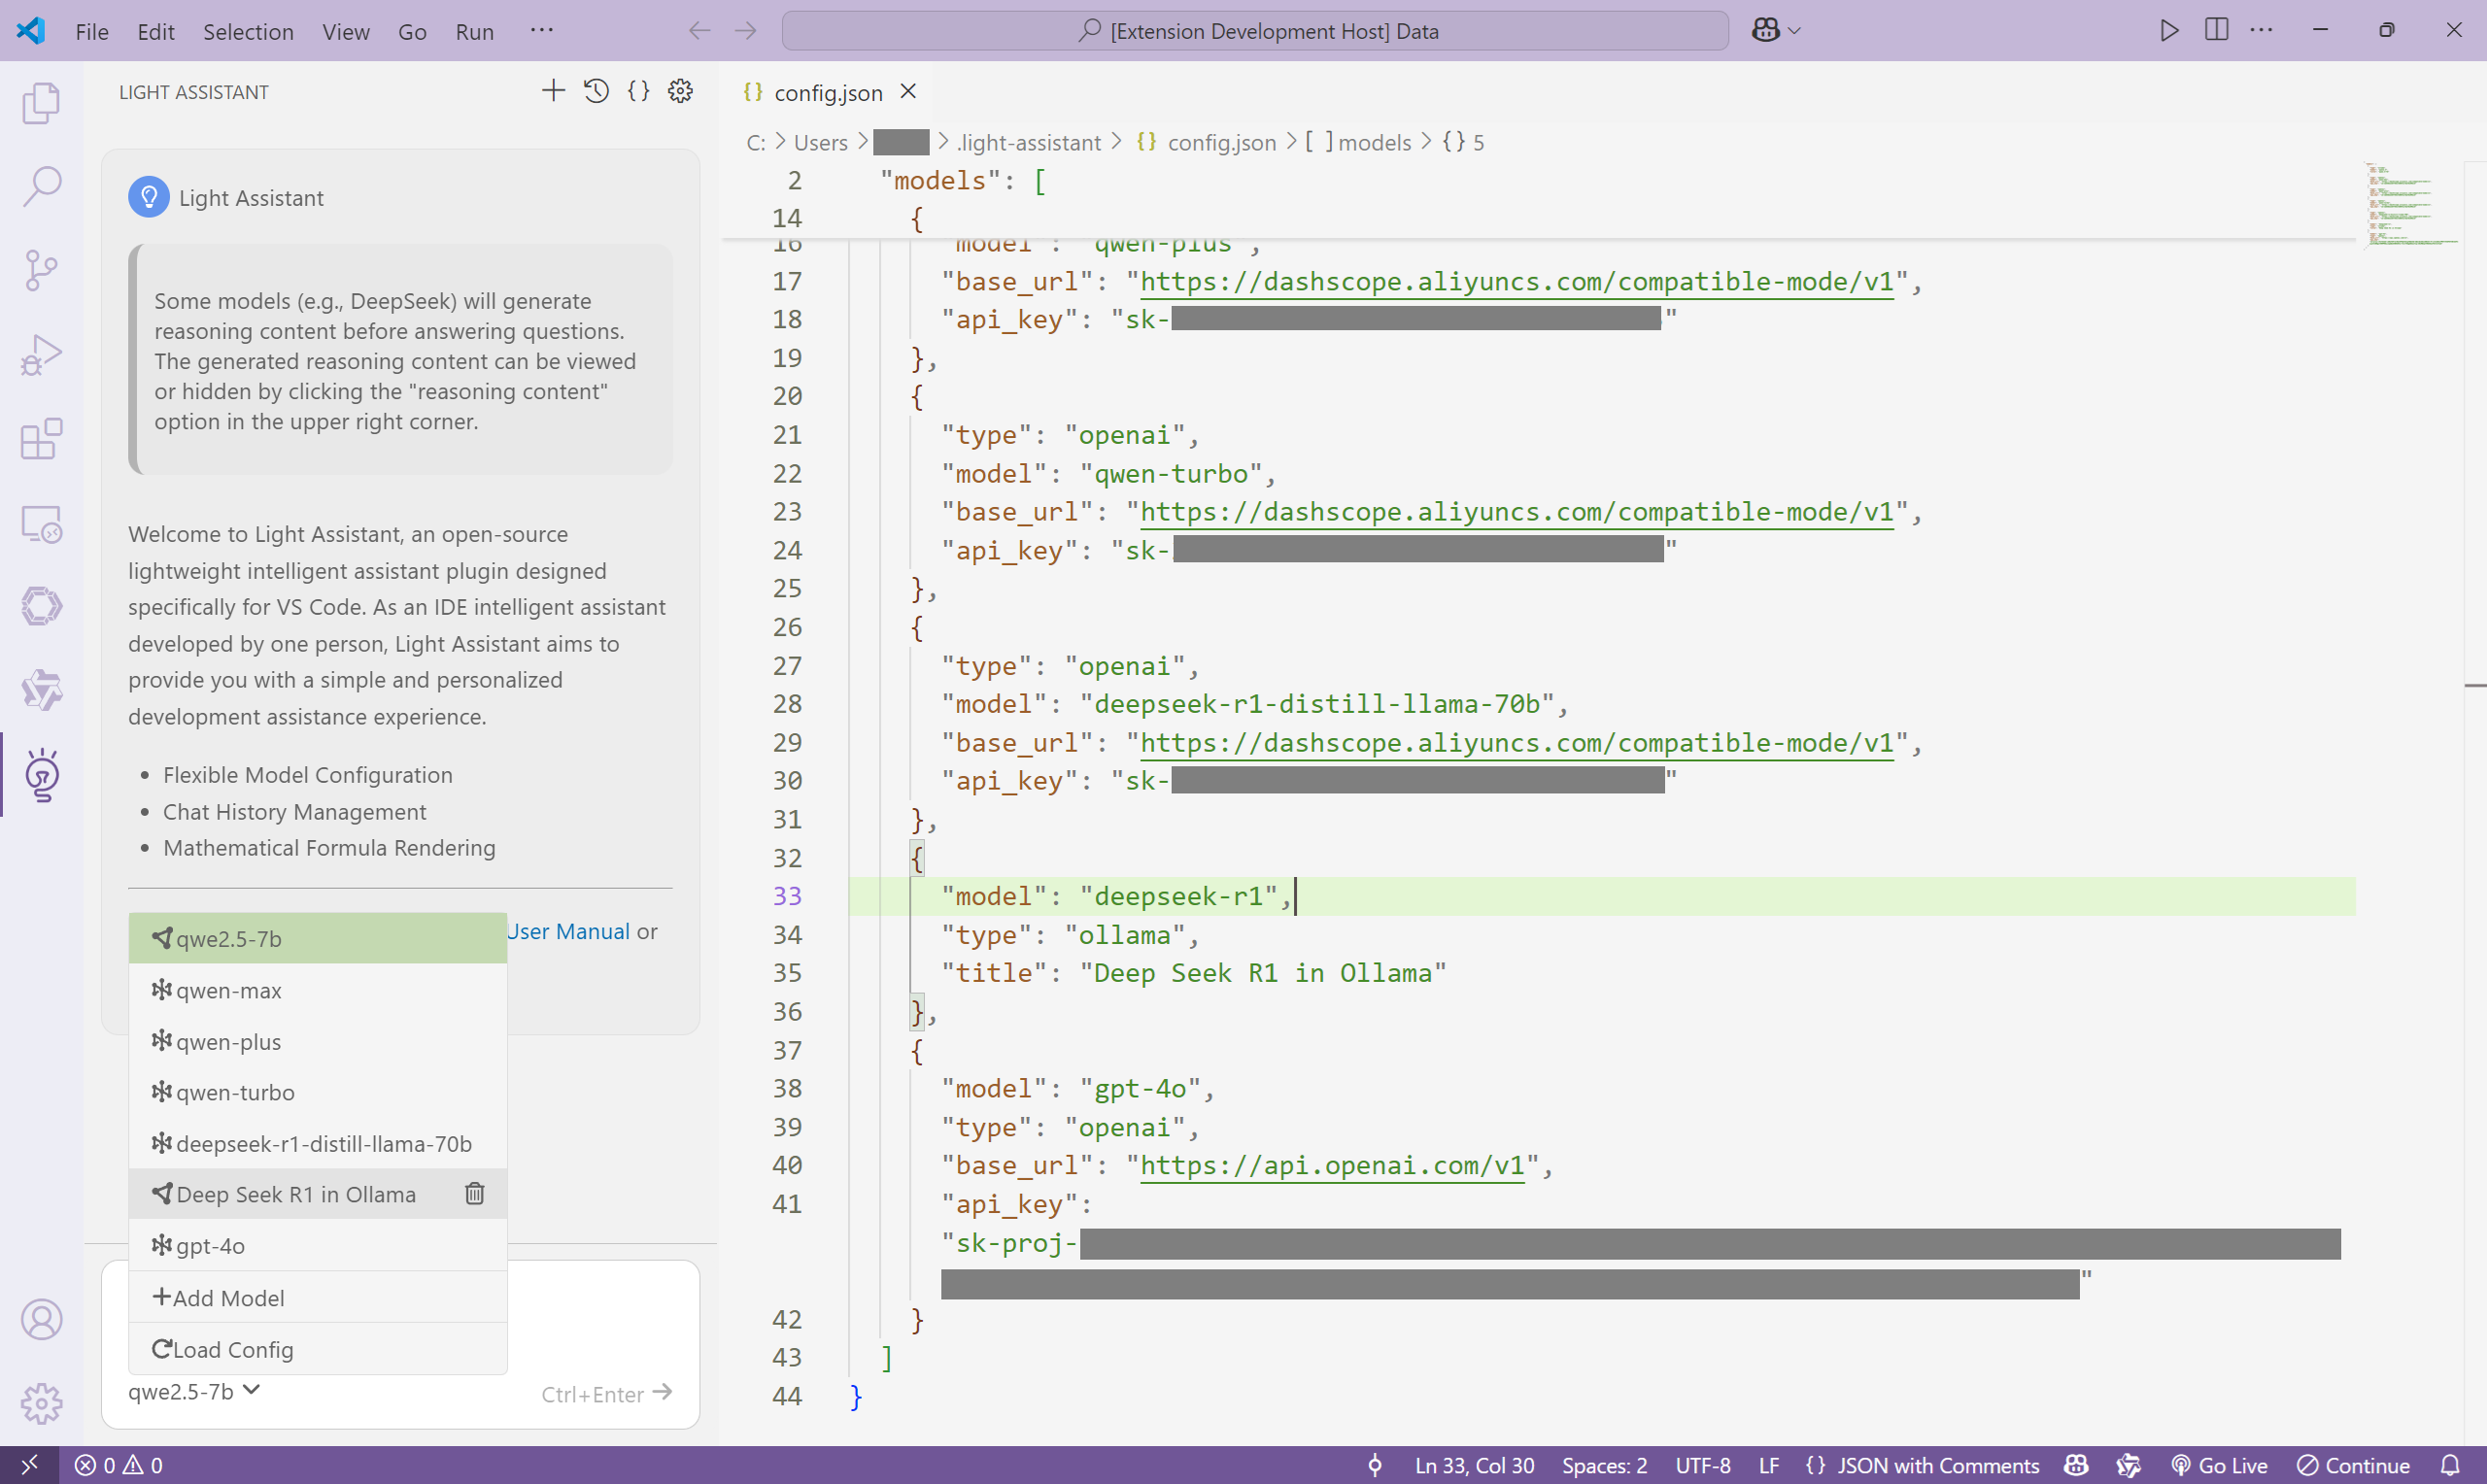 File Edit Selection View Go Run ···
[Extension Development Host] Data
LIGHT ASSISTANT
Light Assistant
Some models (e.g., DeepSeek) will generate
reasoning content before answering questions.
The generated reasoning content can be viewed
or hidden by clicking the "reasoning content"
option in the upper right corner.
Welcome to Light Assistant, an open-source
lightweight intelligent assistant plugin designed
specifically for VS Code. As an IDE intelligent assistant
developed by one person, Light Assistant aims to
provide you with a simple and personalized
development assistance experience.
• Flexible Model Configuration
• Chat History Management
• Mathematical Formula Rendering
User Manual or
qwe2.5-7b
qwen-max
qwen-plus
qwen-turbo
deepseek-r1-distill-llama-70b
Deep Seek R1 in Ollama
gpt-4o
Add Model
Load Config
qwe2.5-7b
Ctrl+Enter
{} config.json
C: > Users > > .light-assistant > {} config.json > [ ] models > {} 5
2 "models": [
14 {
16 "model": "qwen-plus",
17 "base_url": "https://dashscope.aliyuncs.com/compatible-mode/v1",
18 "api_key": "sk- "
19 },
20 {
21 "type": "openai",
22 "model": "qwen-turbo",
23 "base_url": "https://dashscope.aliyuncs.com/compatible-mode/v1",
24 "api_key": "sk- "
25 },
26 {
27 "type": "openai",
28 "model": "deepseek-r1-distill-llama-70b",
29 "base_url": "https://dashscope.aliyuncs.com/compatible-mode/v1",
30 "api_key": "sk- "
31 },
32 {
33 "model": "deepseek-r1",
34 "type": "ollama",
35 "title": "Deep Seek R1 in Ollama"
36 },
37 {
38 "model": "gpt-4o",
39 "type": "openai",
40 "base_url": "https://api.openai.com/v1",
41 "api_key":
"sk-proj-
"
42 }
43 ]
44 }
0 0
Ln 33, Col 30 Spaces: 2 UTF-8 LF {} JSON with Comments Go Live Continue